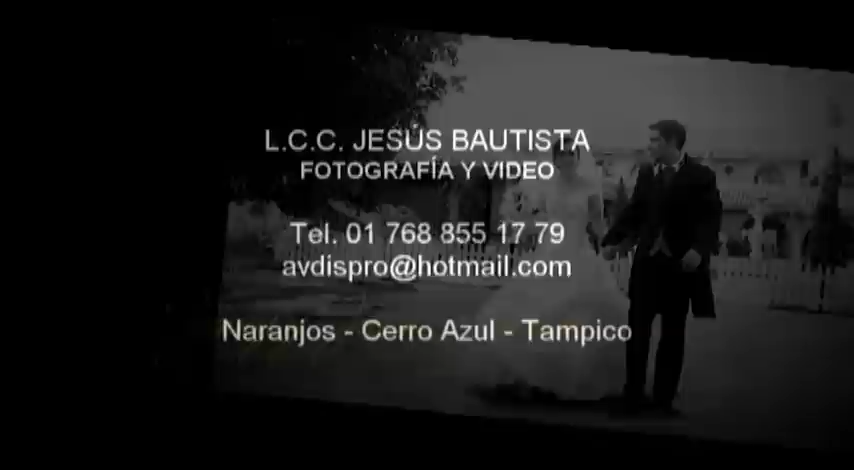 L.C.C. JESÚS BAUTISTA
FOTOGRAFÍA Y VIDEO
Tel. 01 768 855 17 79
avdispro@hotmail.com
Naranjos - Cerro Azul - Tampico